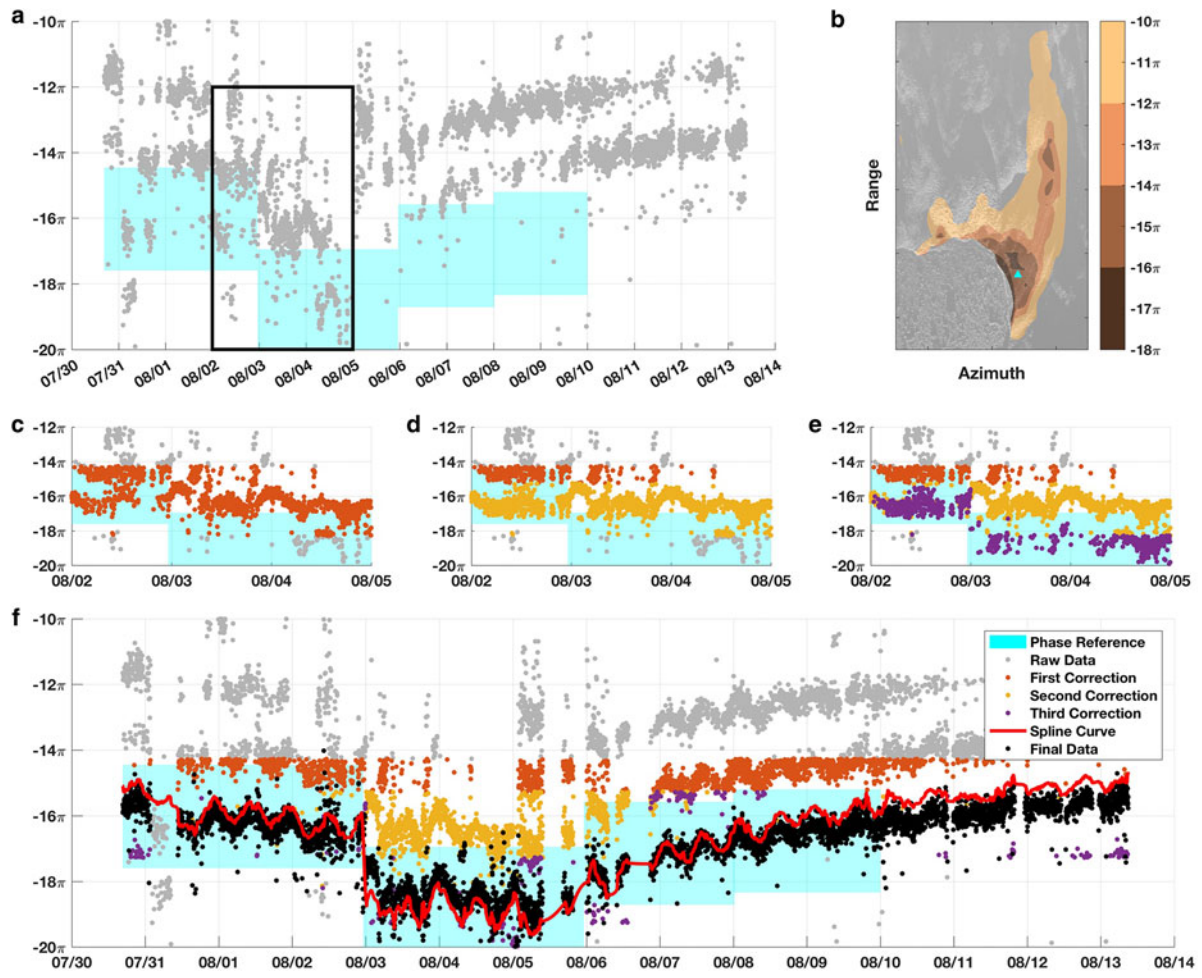 a
-10π
-12π
-14π
-16π
-18π
-20π
07/30
07/31
08/01
08/02
08/03
08/04
08/05
08/06
08/07
08/08
08/09
08/10
08/11
08/12
08/13
08/14
b
Range
Azimuth
-10π
-11π
-12π
-13π
-14π
-15π
-16π
-17π
-18π
c
-12π
-14π
-16π
-18π
-20π
08/02
08/03
08/04
08/05
d
-12π
-14π
-16π
-18π
-20π
08/02
08/03
08/04
08/05
e
-12π
-14π
-16π
-18π
-20π
08/02
08/03
08/04
08/05
f
-10π
-12π
-14π
-16π
-18π
-20π
07/30
07/31
08/01
08/02
08/03
08/04
08/05
08/06
08/07
08/08
08/09
08/10
08/11
08/12
08/13
08/14
Phase Reference
Raw Data
First Correction
Second Correction
Third Correction
Spline Curve
Final Data